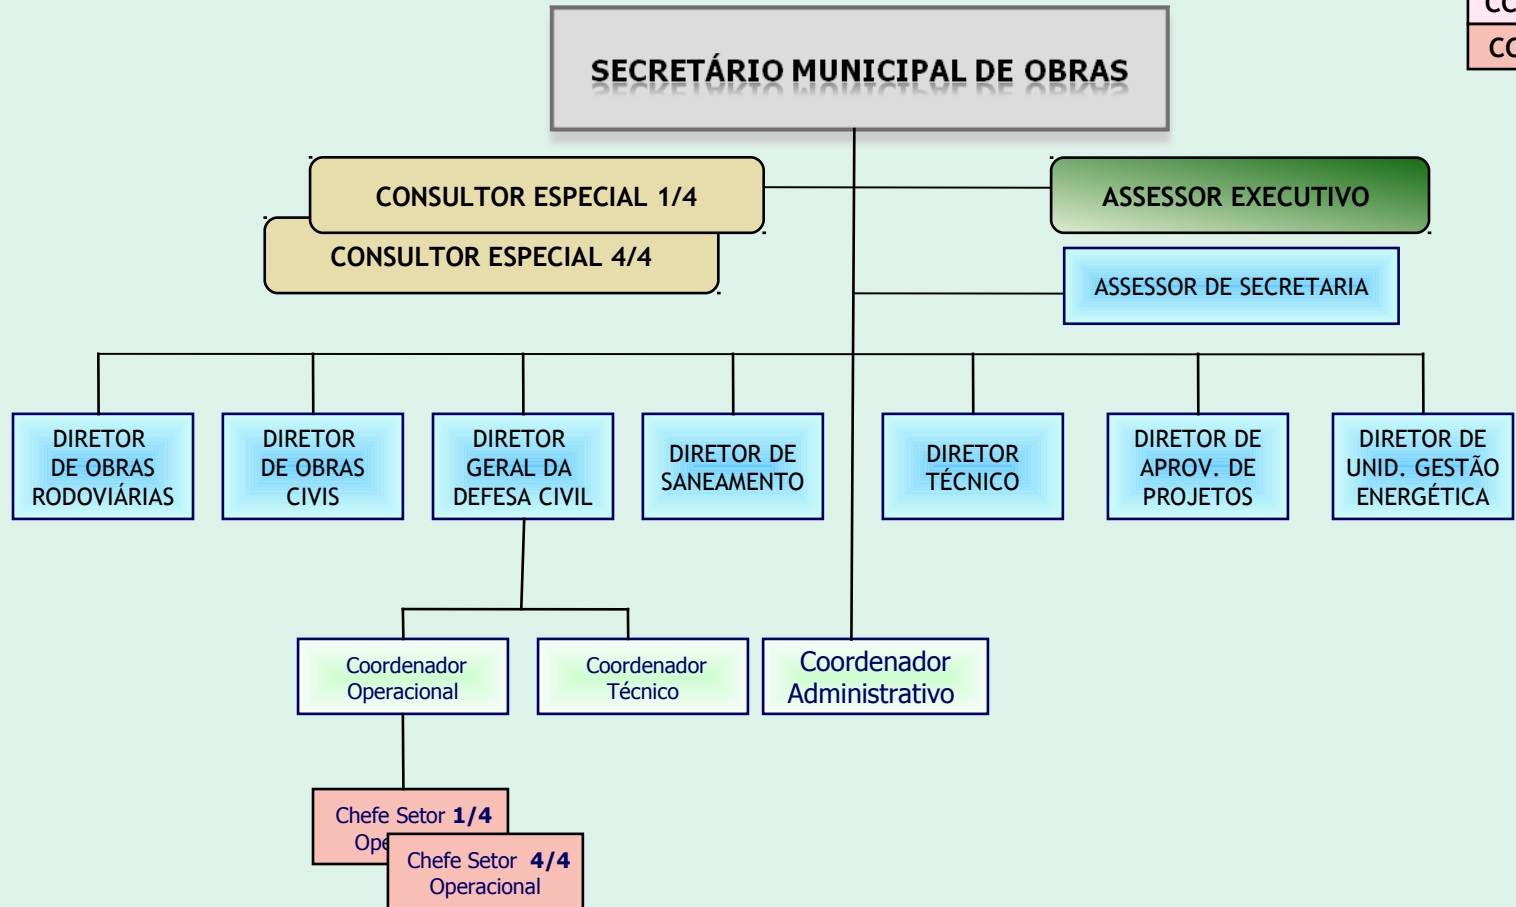 SECRETÁRIO MUNICIPAL DE OBRAS
CONSULTOR ESPECIAL 1/4
ASSESSOR EXECUTIVO
CONSULTOR ESPECIAL 4/4
ASSESSOR DE SECRETARIA
DIRETOR
DE OBRAS
RODOVIÁRIAS
DIRETOR
DE OBRAS
CIVIS
DIRETOR
GERAL DA
DEFESA CIVIL
DIRETOR DE
SANEAMENTO
DIRETOR
TÉCNICO
DIRETOR DE
APROV. DE
PROJETOS
DIRETOR DE
UNID. GESTÃO
ENERGÉTICA
Coordenador
Operacional
Coordenador
Técnico
Coordenador
Administrativo
Chefe Setor 1/4
Chefe Setor 4/4
Operacional